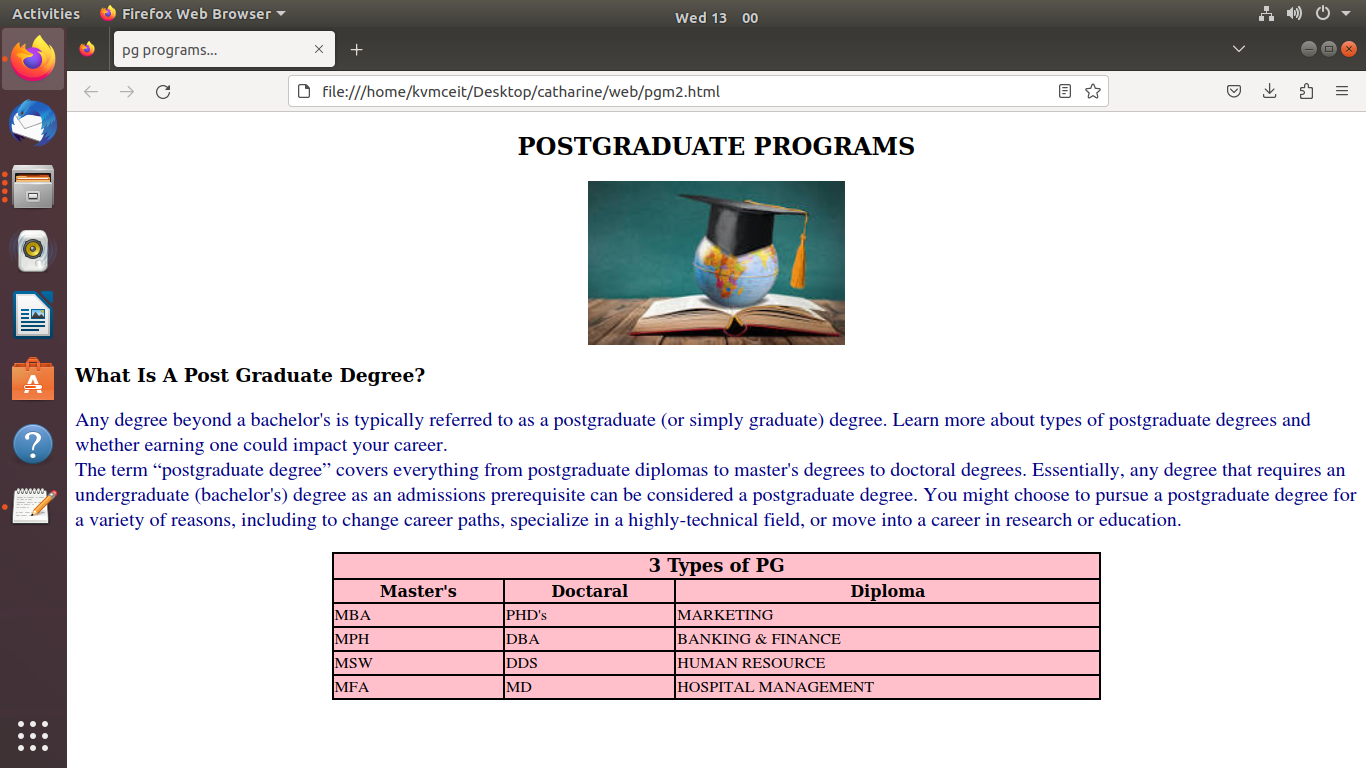 Activities Firefox Web Browser Wed 13 00
pg programs...
file:///home/kvmceit/Desktop/catharine/web/pgm2.html
POSTGRADUATE PROGRAMS
What Is A Post Graduate Degree?
Any degree beyond a bachelor's is typically referred to as a postgraduate (or simply graduate) degree. Learn more about types of postgraduate degrees and
whether earning one could impact your career.
The term “postgraduate degree” covers everything from postgraduate diplomas to master's degrees to doctoral degrees. Essentially, any degree that requires an
undergraduate (bachelor's) degree as an admissions prerequisite can be considered a postgraduate degree. You might choose to pursue a postgraduate degree for
a variety of reasons, including to change career paths, specialize in a highly-technical field, or move into a career in research or education.
3 Types of PG
Master's Doctaral Diploma
MBA PHD's MARKETING
MPH DBA BANKING & FINANCE
MSW DDS HUMAN RESOURCE
MFA MD HOSPITAL MANAGEMENT